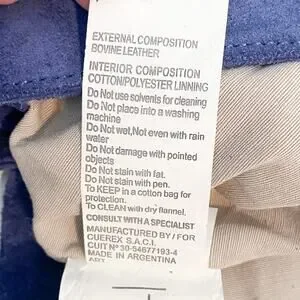 EXTERNAL COMPOSITION
BOVINE LEATHER
INTERIOR COMPOSITION
COTTON/POLYESTER LINNING
Do Not use solvents for cleaning
Do Not place into a washing
machine
Do Not wet,Not even with rain
water
Do Not damage with pointed
objects
Do Not stain with fat.
Do Not stain with pen.
To KEEP in a cotton bag for
protection.
To CLEAN with dry flannel.
CONSULT WITH A SPECIALIST
MANUFACTURED BY / FOR
CUEREX S.A.C.I.
CUIT Nº 30-54677193-4
MADE IN ARGENTINA
ART